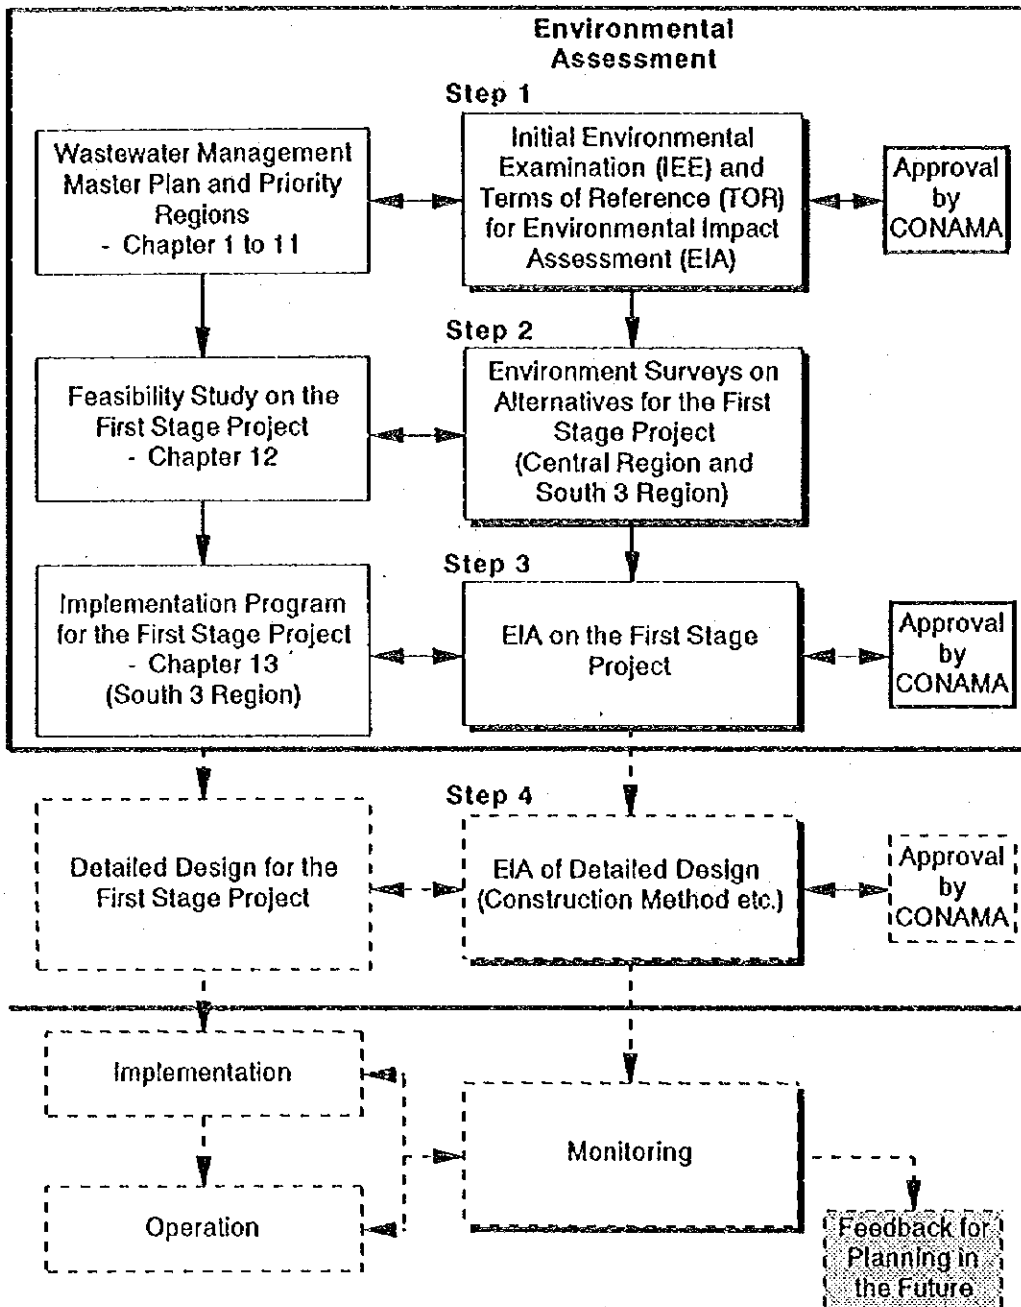 Environmental
Assessment
Step 1
Wastewater Management
Master Plan and Priority
Regions
- Chapter 1 to 11
Initial Environmental
Examination (IEE) and
Terms of Reference (TOR)
for Environmental Impact
Assessment (EIA)
Approval
by
CONAMA
Step 2
Feasibility Study on the
First Stage Project
- Chapter 12
Environment Surveys on
Alternatives for the First
Stage Project
(Central Region and
South 3 Region)
Step 3
Implementation Program
for the First Stage Project
- Chapter 13
(South 3 Region)
EIA on the First Stage
Project
Approval
by
CONAMA
Step 4
Detailed Design for the
First Stage Project
EIA of Detailed Design
(Construction Method etc.)
Approval
by
CONAMA
Implementation
Monitoring
Operation
Feedback for
Planning in
the Future